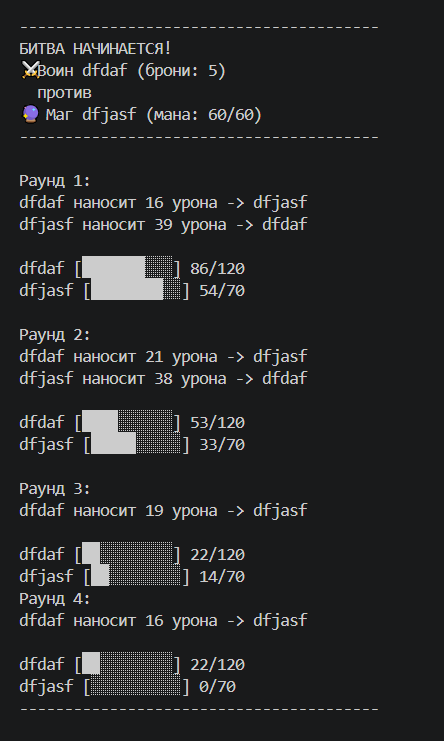 ----------------------------------------
БИТВА НАЧИНАЕТСЯ!
⚔️Воин dfdaf (брони: 5)
против
🔮 Маг dfjasf (мана: 60/60)
----------------------------------------
Раунд 1:
dfdaf наносит 16 урона -> dfjasf
dfjasf наносит 39 урона -> dfdaf
dfdaf [███████░░░] 86/120
dfjasf [████████░░] 54/70
Раунд 2:
dfdaf наносит 21 урона -> dfjasf
dfjasf наносит 38 урона -> dfdaf
dfdaf [████░░░░░░] 53/120
dfjasf [█████░░░░░] 33/70
Раунд 3:
dfdaf наносит 19 урона -> dfjasf
dfdaf [██░░░░░░░░] 22/120
dfjasf [██░░░░░░░░] 14/70
Раунд 4:
dfdaf наносит 16 урона -> dfjasf
dfdaf [██░░░░░░░░] 22/120
dfjasf [░░░░░░░░░░] 0/70
----------------------------------------